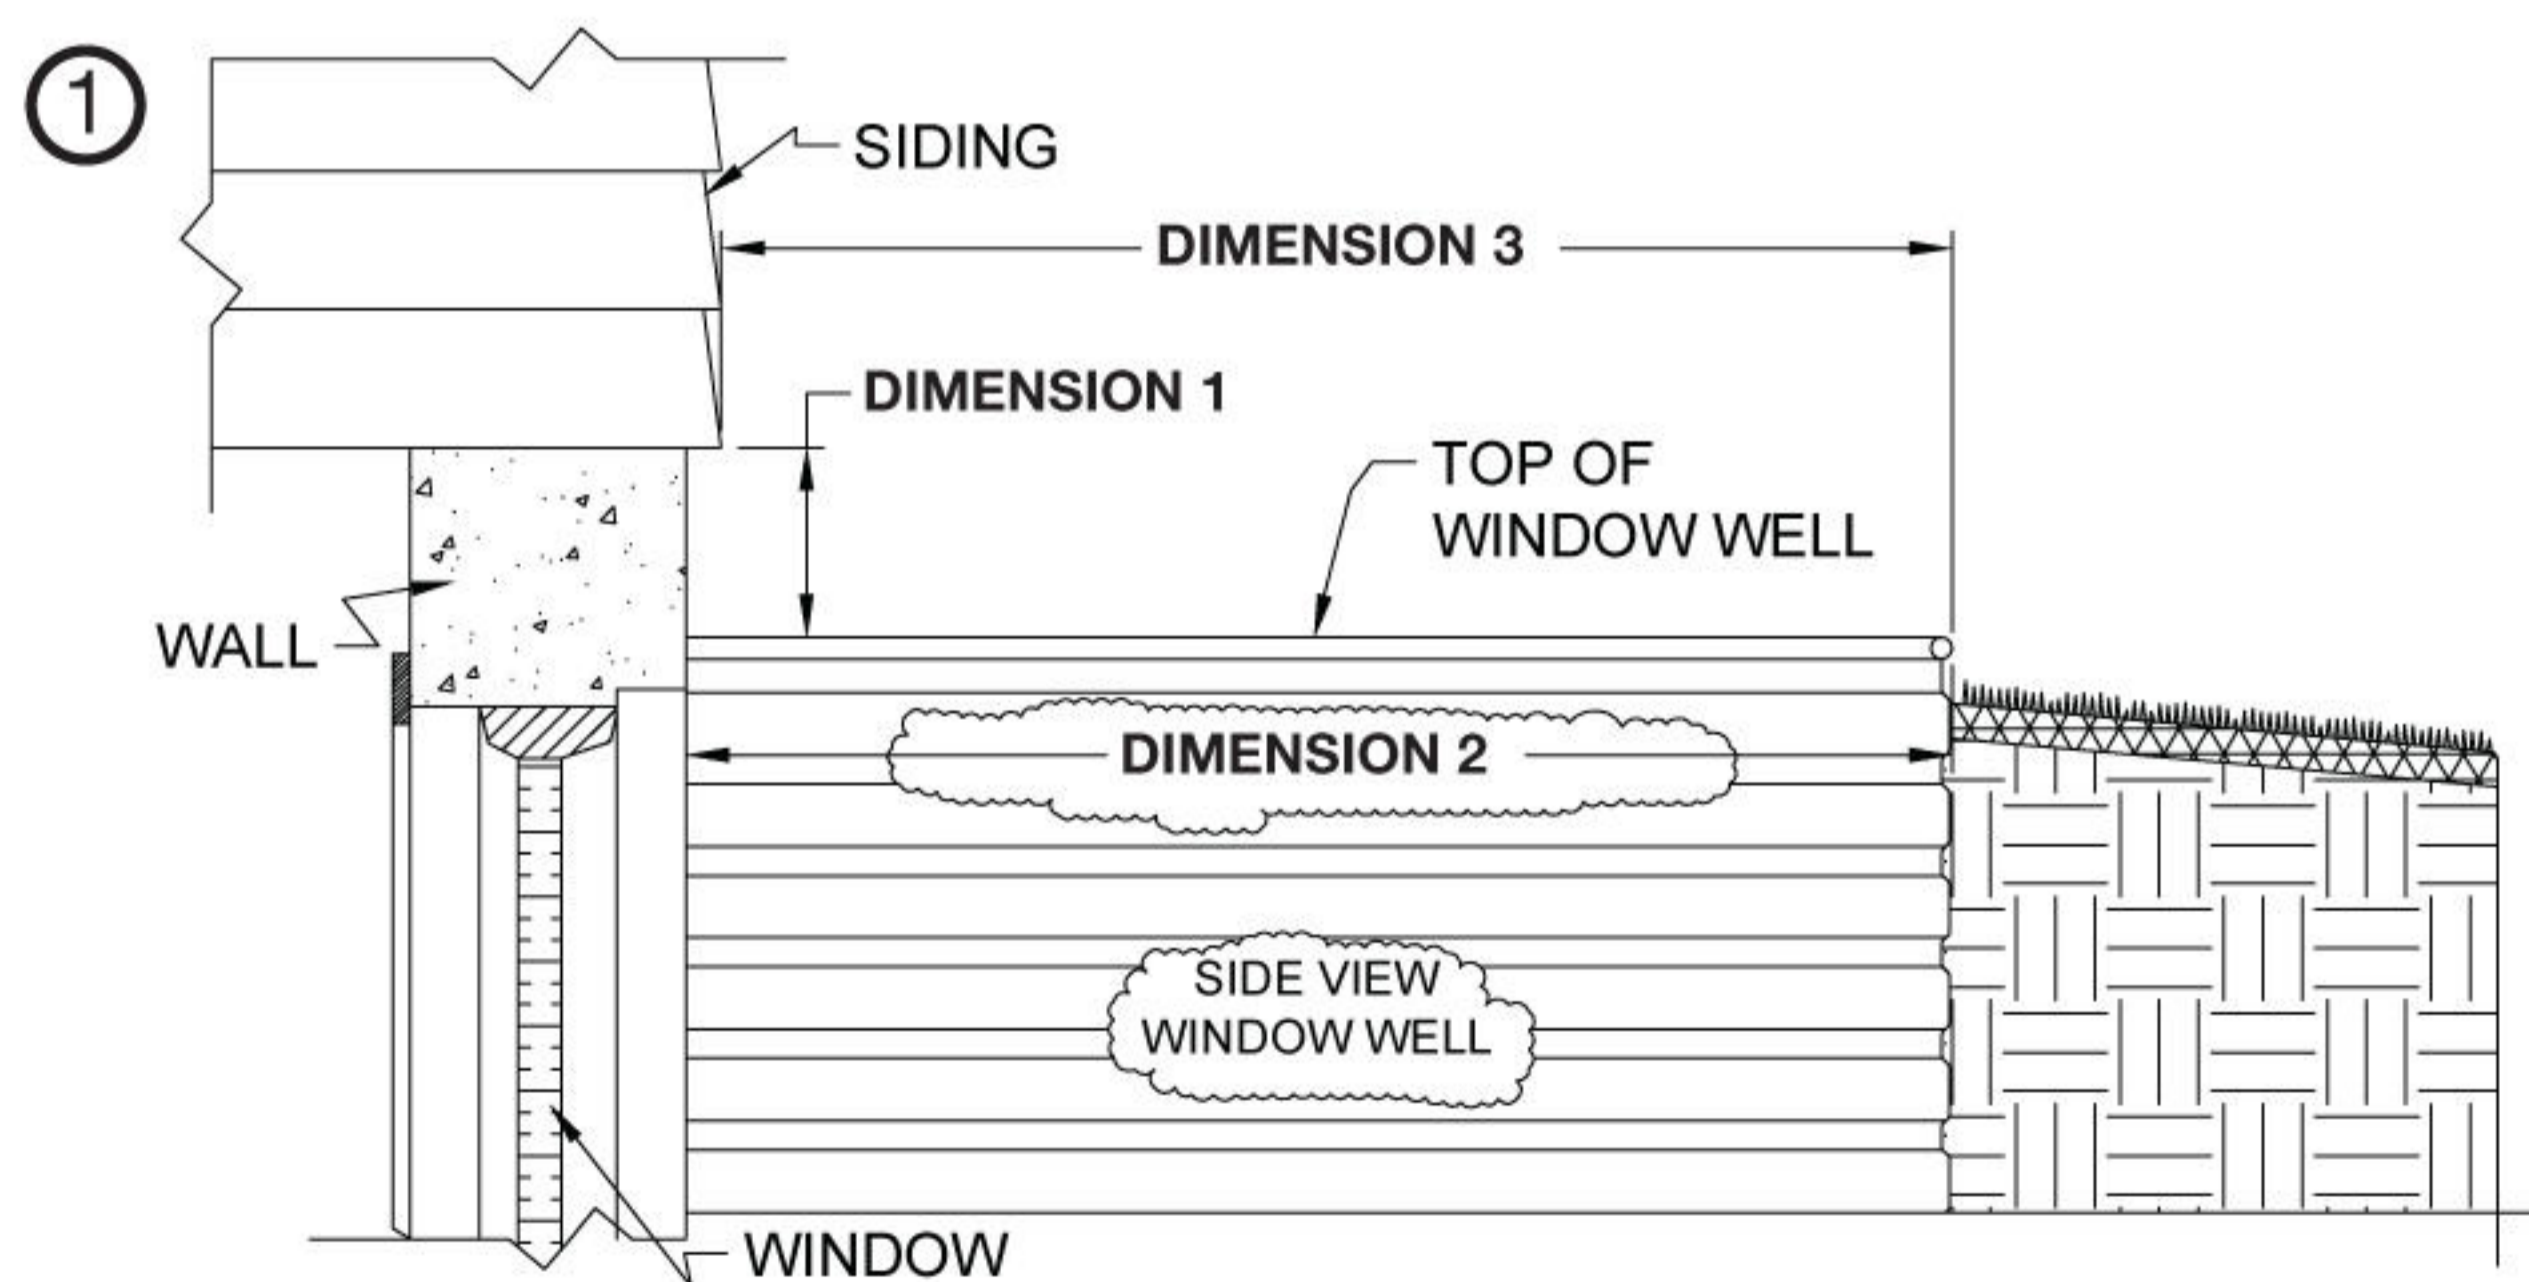 1
SIDING
DIMENSION 3
DIMENSION 1
TOP OF
WINDOW WELL
WALL
DIMENSION 2
SIDE VIEW
WINDOW WELL
WINDOW